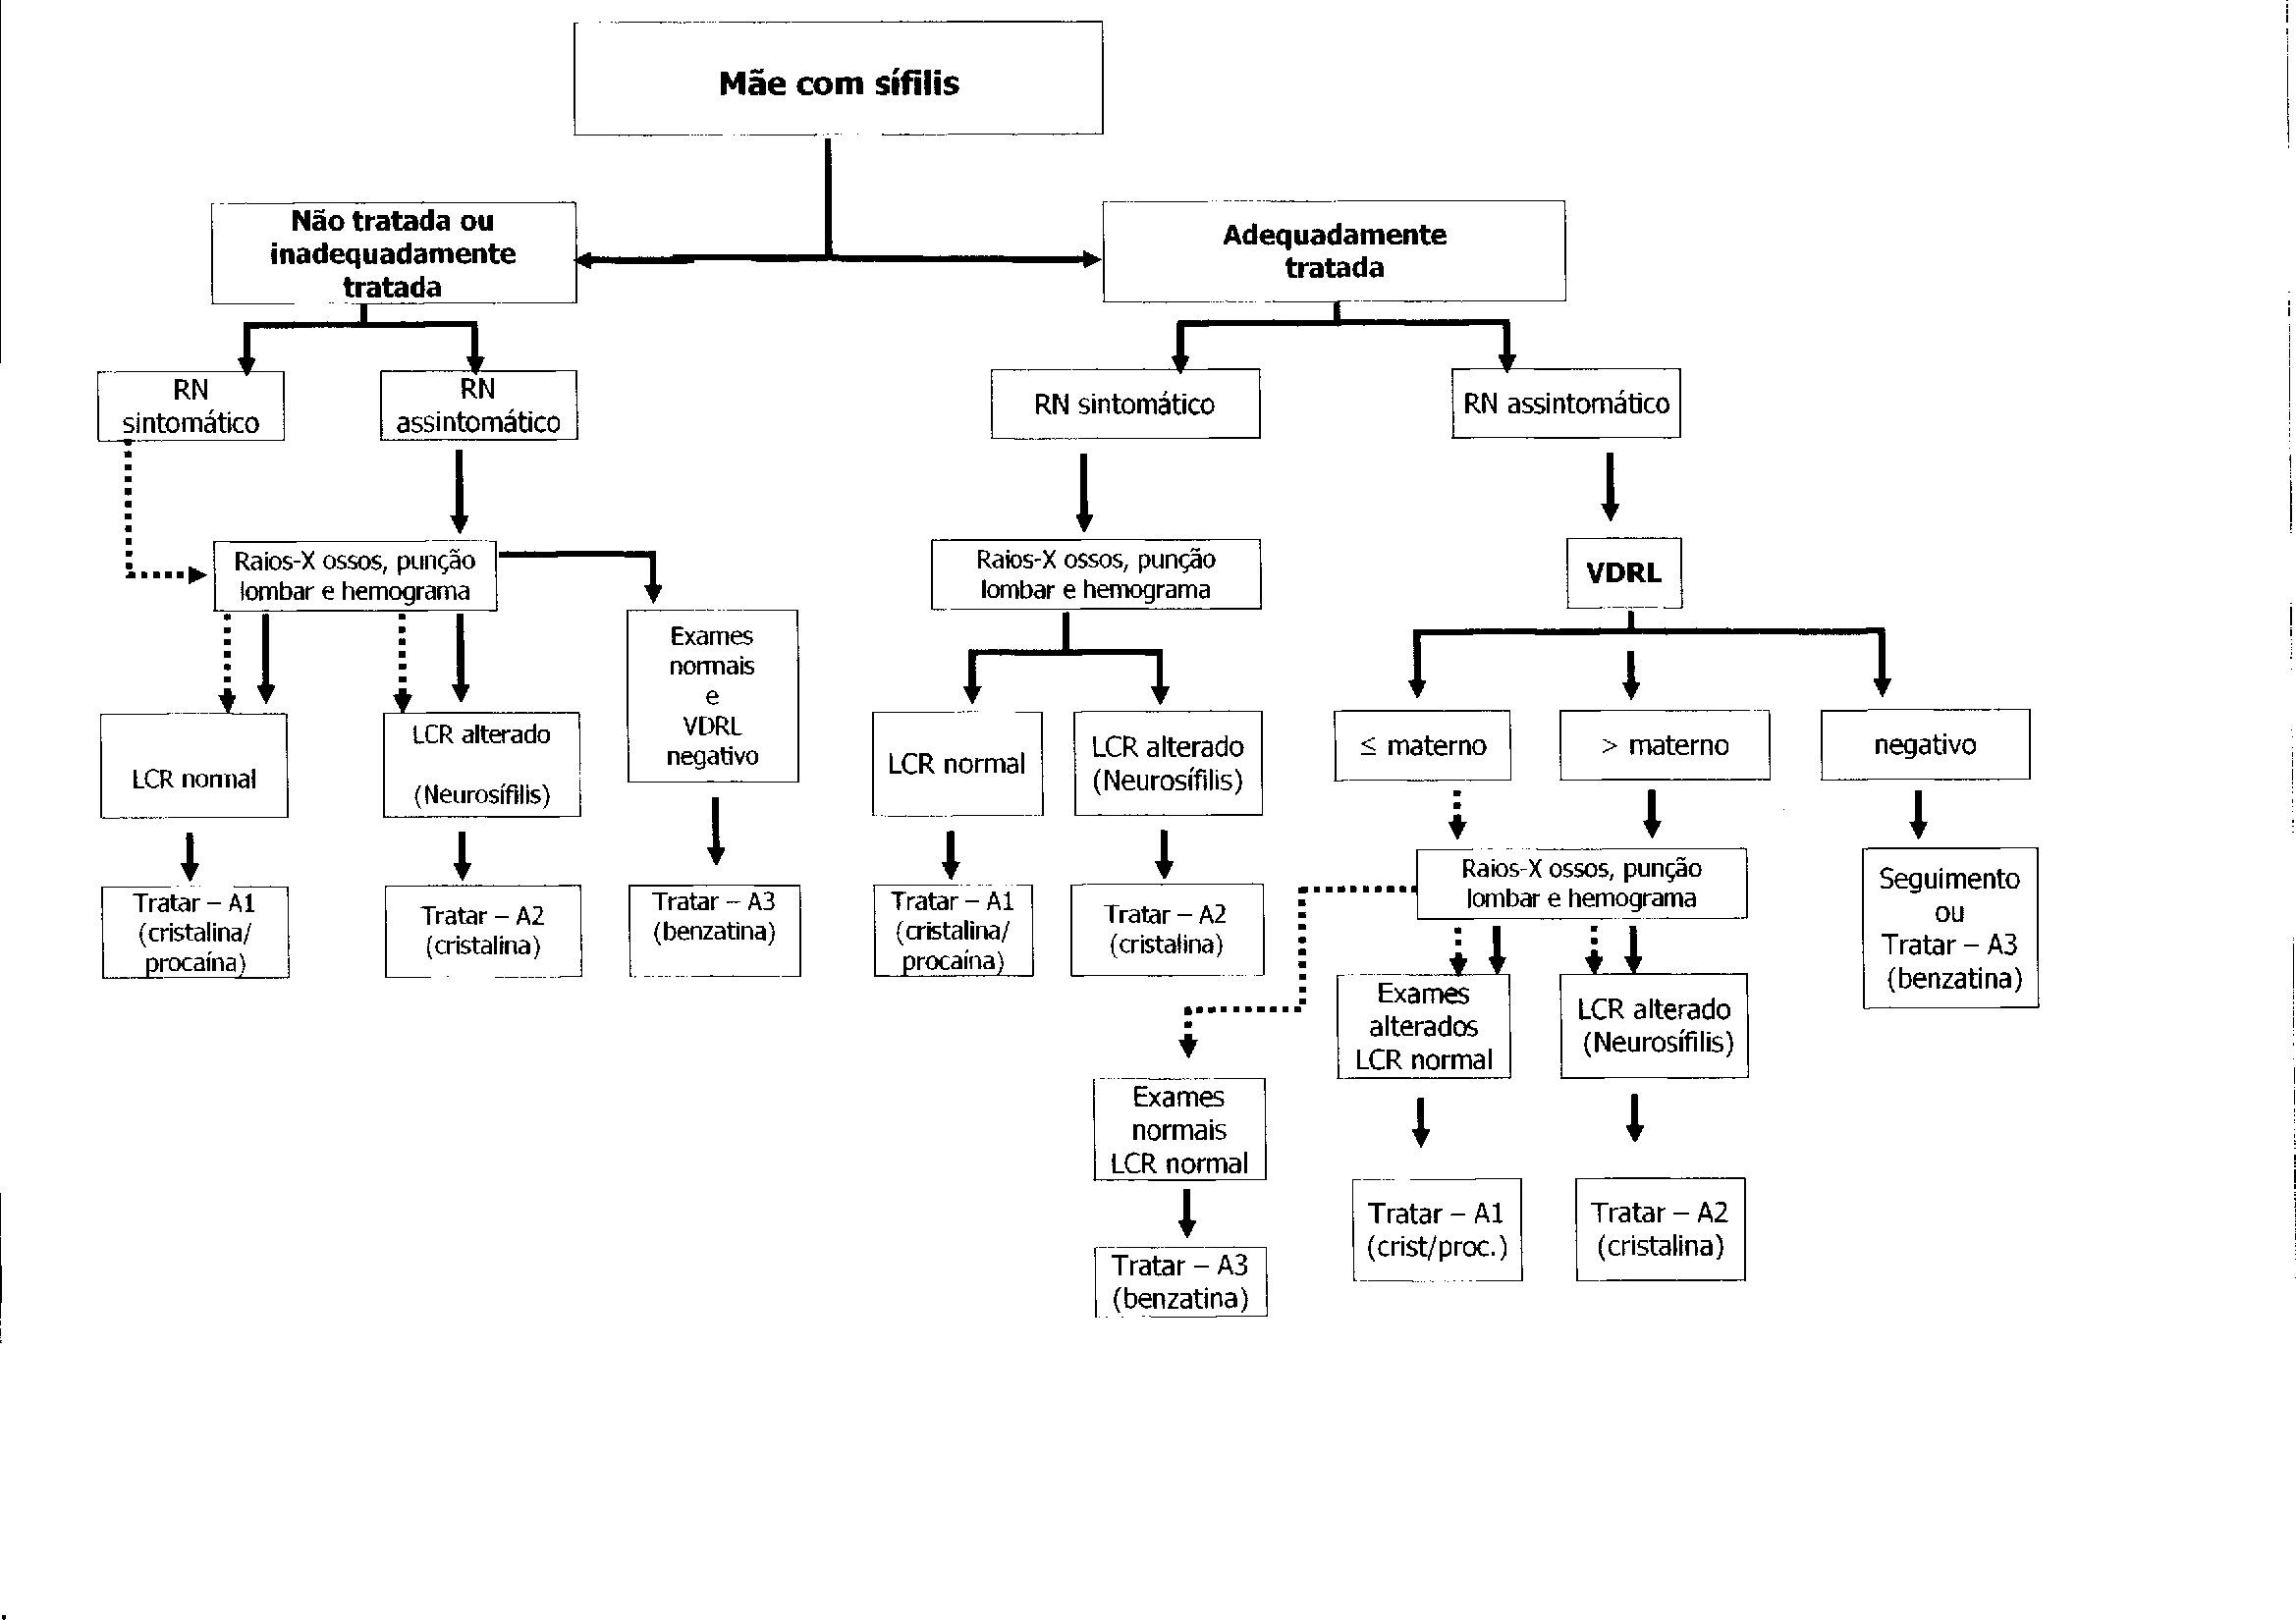 Mãe com sífilis
Não tratada ou
inadequadamente
tratada
Adequadamente
tratada
RN
sintomático
RN
assintomático
RN sintomático
RN assintomático
Raios-X ossos, punção
lombar e hemograma
Exames
normais
e
VDRL
negativo
Raios-X ossos, punção
lombar e hemograma
VDRL
LCR normal
LCR alterado
(Neurosífilis)
LCR normal
LCR alterado
(Neurosífilis)
≤ materno
> materno
negativo
Tratar – A1
(cristalina/
procaína)
Tratar – A2
(cristalina)
Tratar – A3
(benzatina)
Tratar – A1
(cristalina/
procaína)
Tratar – A2
(cristalina)
Raios-X ossos, punção
lombar e hemograma
Seguimento
ou
Tratar – A3
(benzatina)
Exames
alterados
LCR normal
LCR alterado
(Neurosífilis)
Exames
normais
LCR normal
Tratar – A1
(crist/proc.)
Tratar – A2
(cristalina)
Tratar – A3
(benzatina)